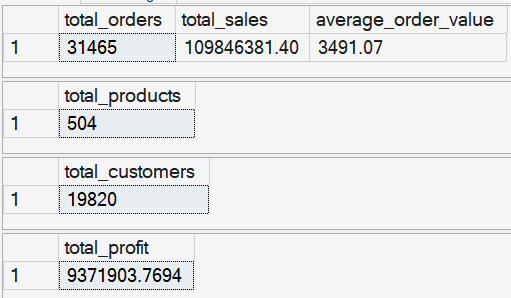 total_orders total_sales average_order_value
1 31465 109846381.40 3491.07
total_products
1 504
total_customers
1 19820
total_profit
1 9371903.7694